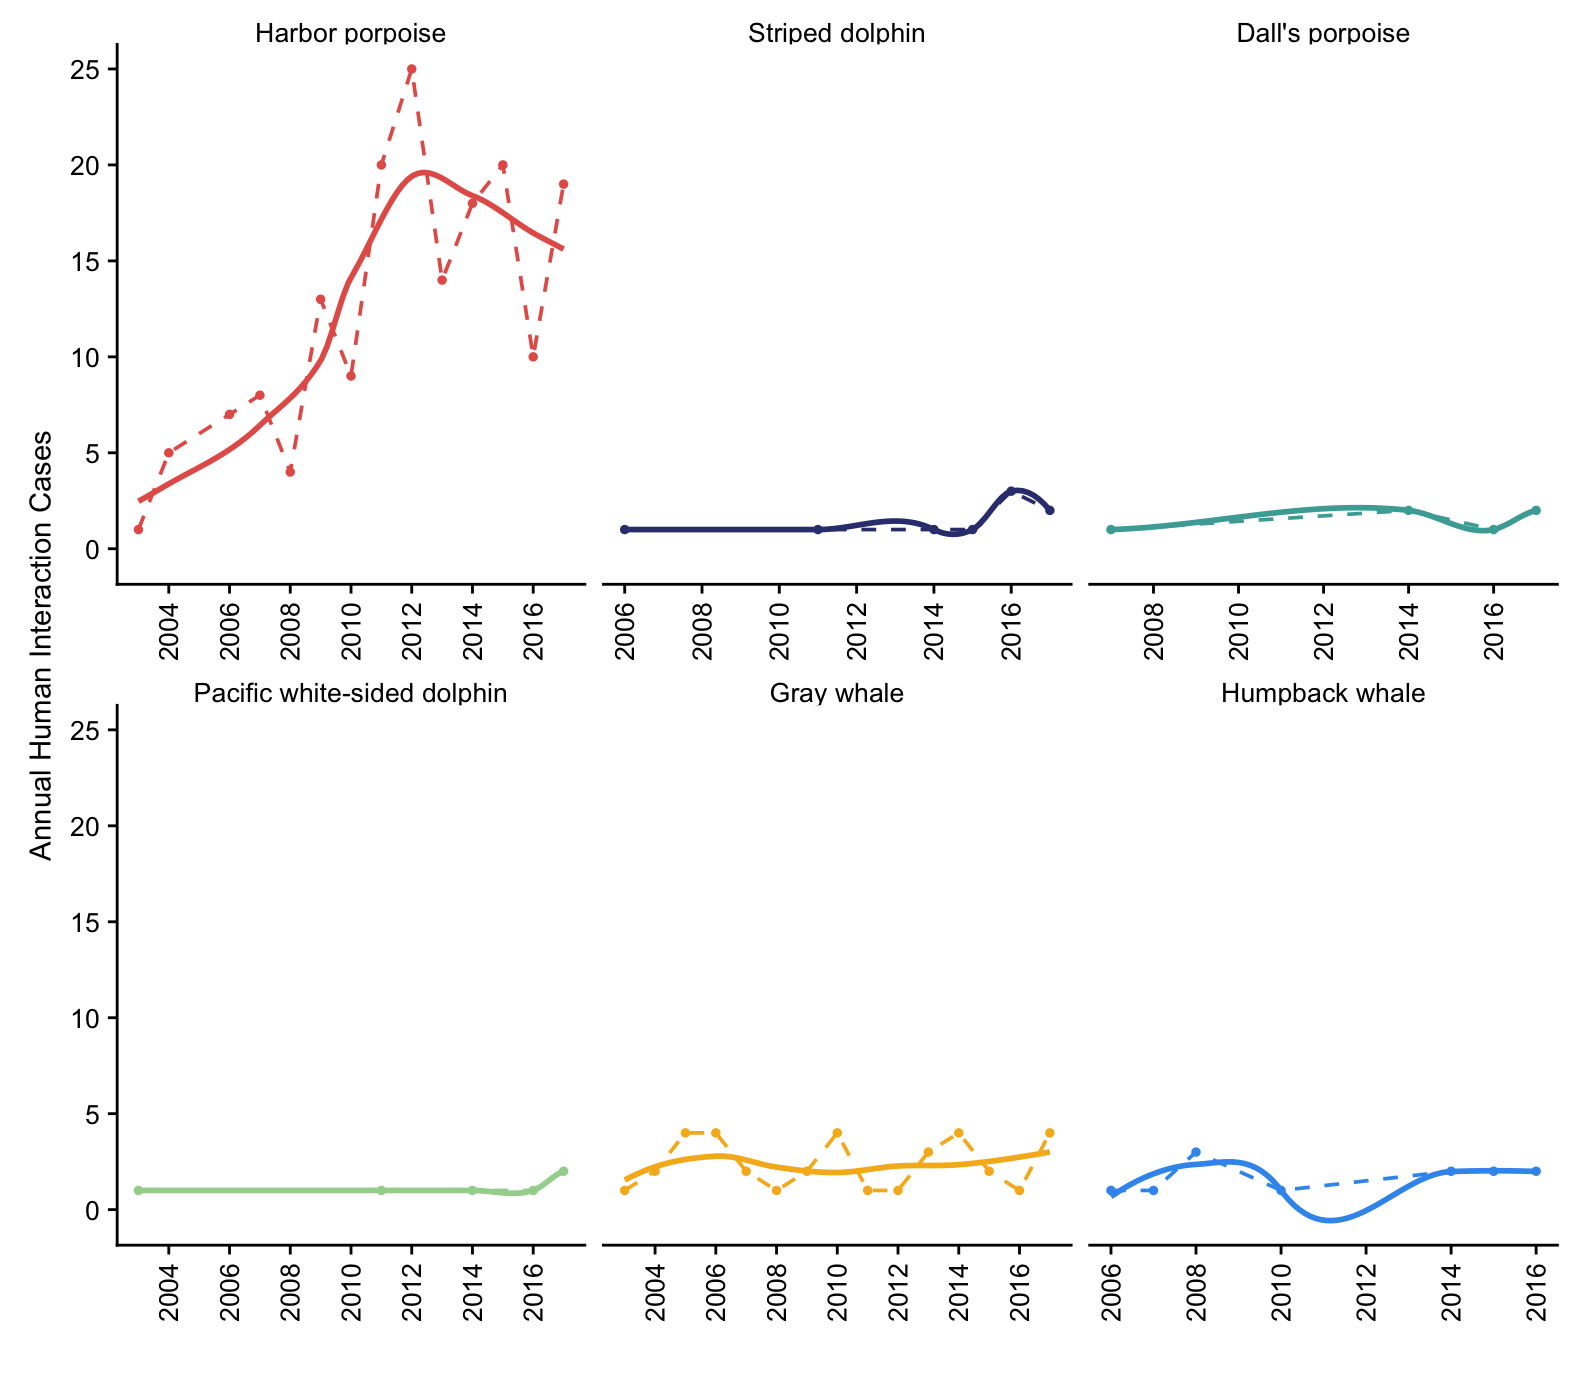 Harbor porpoise
Striped dolphin
Dall's porpoise
25
20
15
10
5
0
2004 2006 2008 2010 2012 2014 2016
2006 2008 2010 2012 2014 2016
2008 2010 2012 2014 2016
Annual Human Interaction Cases
Pacific white-sided dolphin
Gray whale
Humpback whale
25
20
15
10
5
0
2004 2006 2008 2010 2012 2014 2016
2004 2006 2008 2010 2012 2014 2016
2006 2008 2010 2012 2014 2016